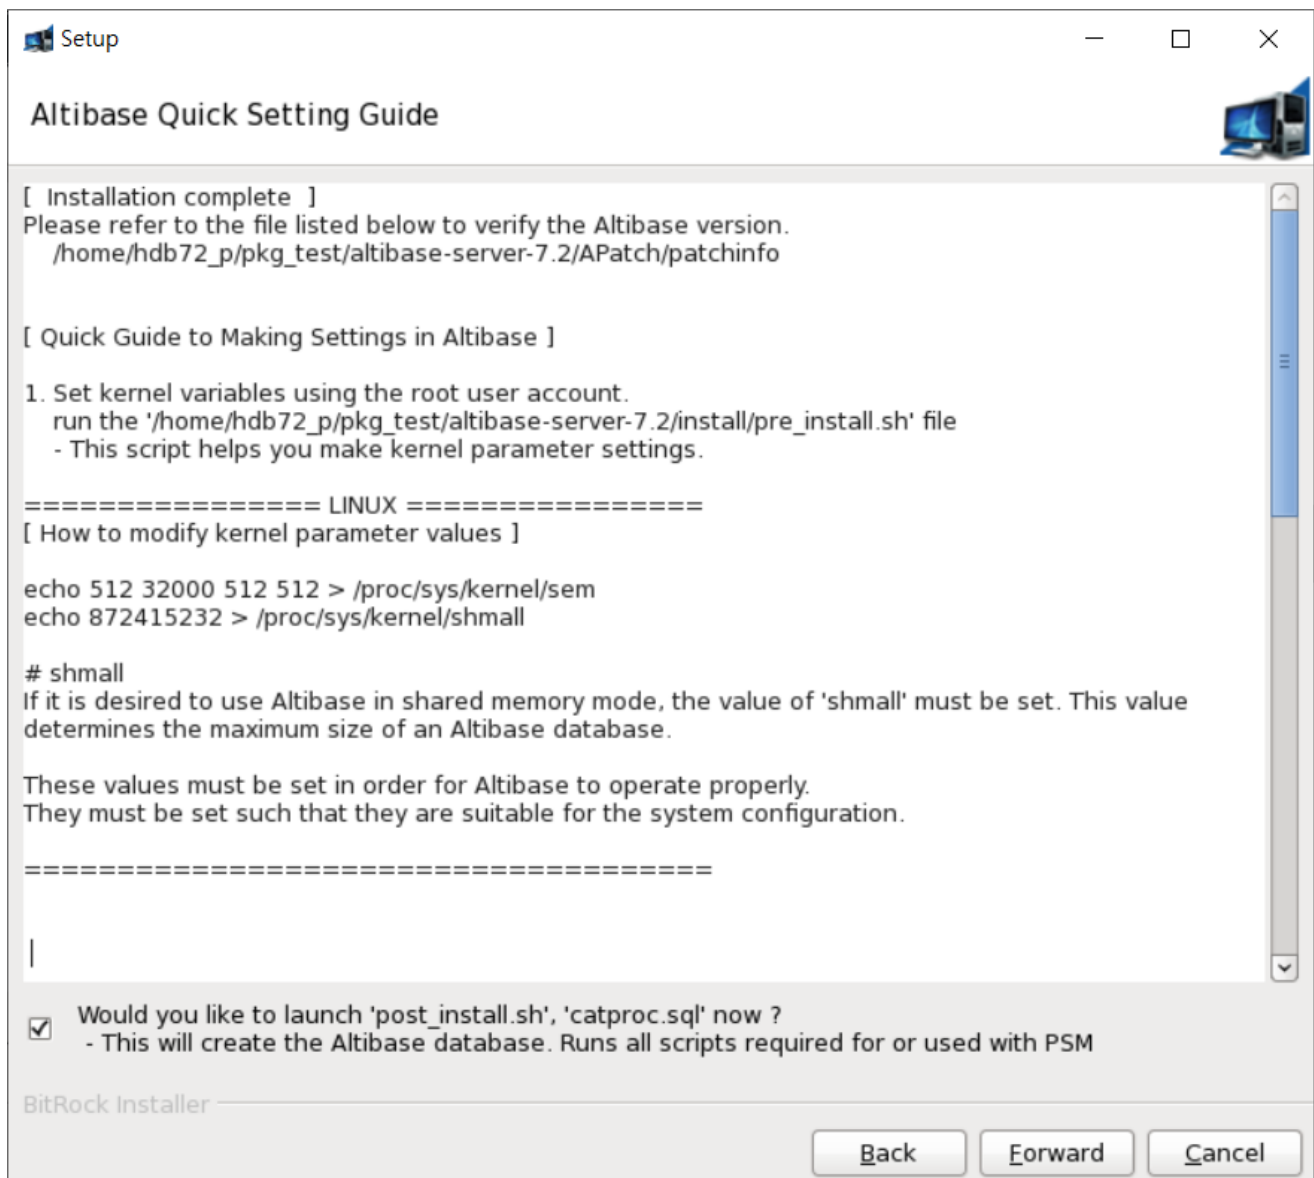 Setup
Altibase Quick Setting Guide
[  Installation complete  ]
Please refer to the file listed below to verify the Altibase version.
/home/hdb72_p/pkg_test/altibase-server-7.2/APatch/patchinfo
[ Quick Guide to Making Settings in Altibase ]
1. Set kernel variables using the root user account.
run the '/home/hdb72_p/pkg_test/altibase-server-7.2/install/pre_install.sh' file
- This script helps you make kernel parameter settings.
================ LINUX ================
[ How to modify kernel parameter values ]
echo 512 32000 512 512 > /proc/sys/kernel/sem
echo 872415232 > /proc/sys/kernel/shmall
# shmall
If it is desired to use Altibase in shared memory mode, the value of 'shmall' must be set. This value
determines the maximum size of an Altibase database.
These values must be set in order for Altibase to operate properly.
They must be set such that they are suitable for the system configuration.
=====================================
Would you like to launch 'post_install.sh', 'catproc.sql' now ?
- This will create the Altibase database. Runs all scripts required for or used with PSM
BitRock Installer
Back
Forward
Cancel